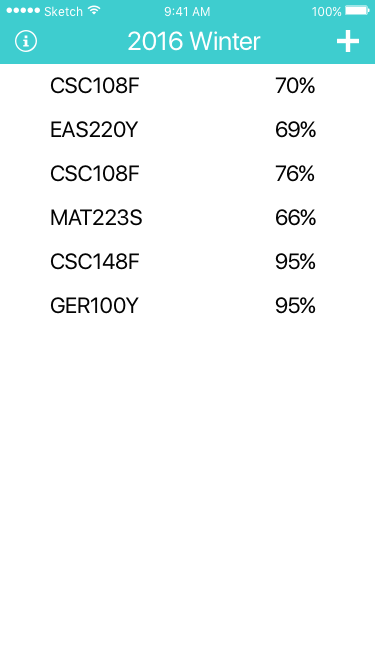 Sketch 9:41 AM 100%
2016 Winter
CSC108F 70%
EAS220Y 69%
CSC108F 76%
MAT223S 66%
CSC148F 95%
GER100Y 95%